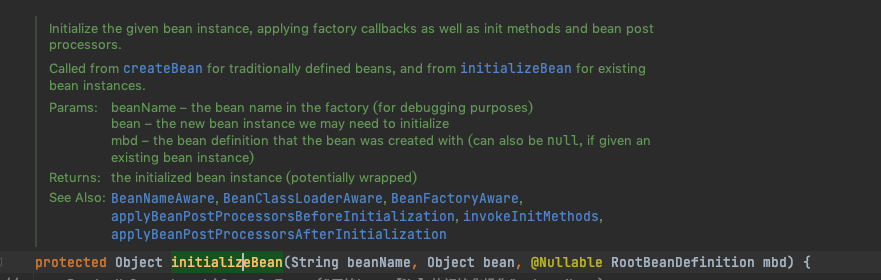 Initialize the given bean instance, applying factory callbacks as well as init methods and bean post
processors.
Called from createBean for traditionally defined beans, and from initializeBean for existing
bean instances.
Params: beanName – the bean name in the factory (for debugging purposes)
bean – the new bean instance we may need to initialize
mbd – the bean definition that the bean was created with (can also be null, if given an
existing bean instance)
Returns: the initialized bean instance (potentially wrapped)
See Also: BeanNameAware, BeanClassLoaderAware, BeanFactoryAware,
applyBeanPostProcessorsBeforeInitialization, invokeInitMethods,
applyBeanPostProcessorsAfterInitialization
protected Object initializeBean(String beanName, Object bean, @Nullable RootBeanDefinition mbd) {